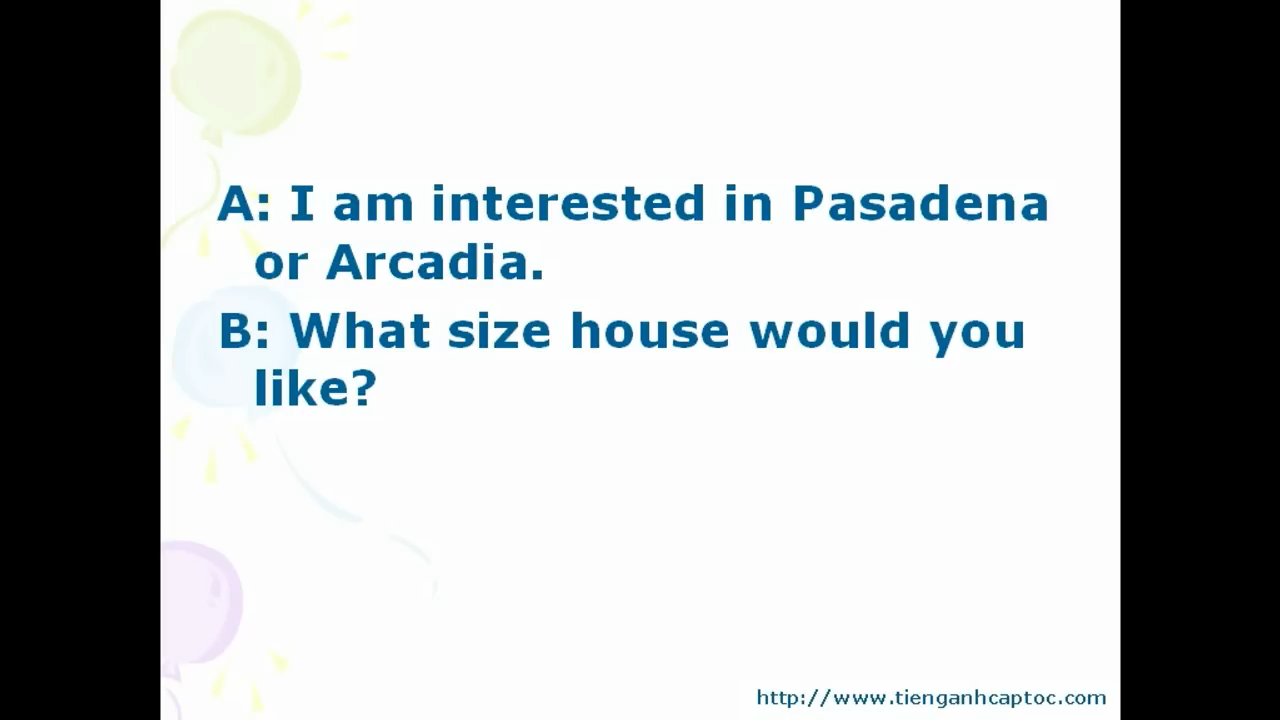 A: I am interested in Pasadena
or Arcadia.
B: What size house would you
like?
http://www.tienganhcaptoc.com